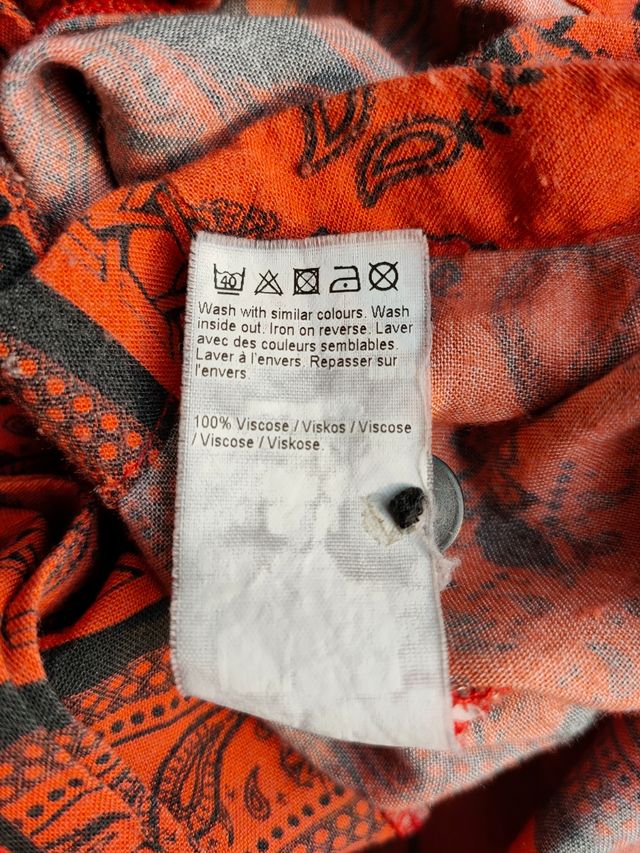 40
Wash with similar colours. Wash
inside out. Iron on reverse. Laver
avec des couleurs semblables.
Laver à l'envers. Repasser sur
l'envers.
100% Viscose / Viskos / Viscose
/ Viscose / Viskose.